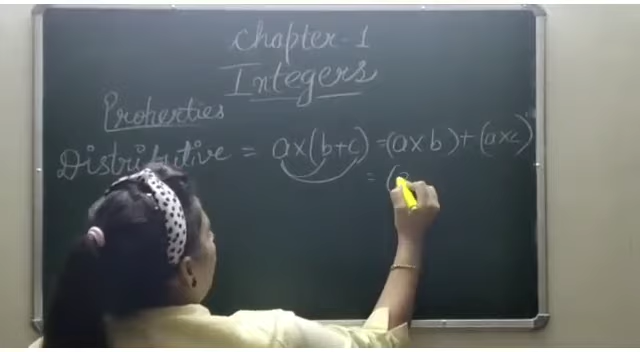 Chapter-1
Integers
Properties
Distributive = a×(b+c) = (a×b)+(a×c)
= (